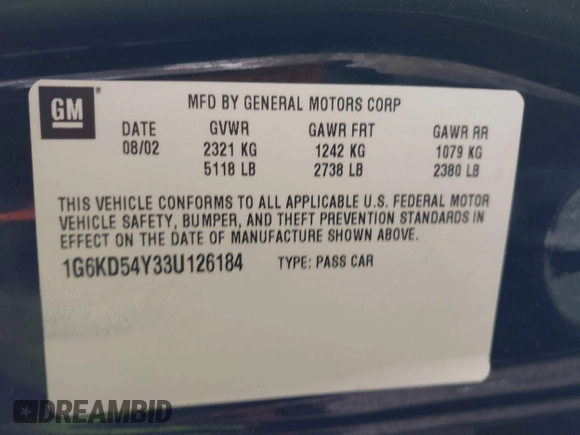 GM ®
MFD BY GENERAL MOTORS CORP
DATE GVWR GAWR FRT GAWR RR
08/02 2321 KG 1242 KG 1079 KG
5118 LB 2738 LB 2380 LB
THIS VEHICLE CONFORMS TO ALL APPLICABLE U.S. FEDERAL MOTOR
VEHICLE SAFETY, BUMPER, AND THEFT PREVENTION STANDARDS IN
EFFECT ON THE DATE OF MANUFACTURE SHOWN ABOVE.
1G6KD54Y33U126184 TYPE: PASS CAR
DREAMBID